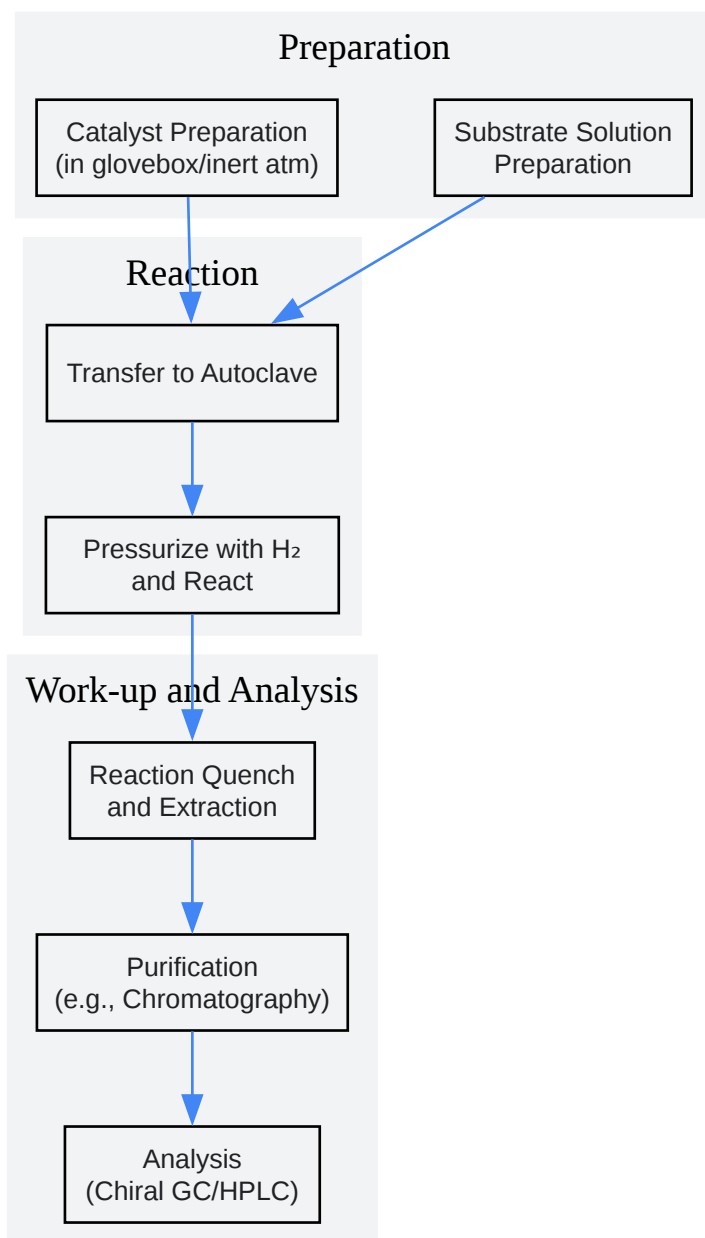 Preparation
Catalyst Preparation
(in glovebox/inert atm)
Substrate Solution
Preparation
Reaction
Transfer to Autoclave
Pressurize with H₂
and React
Work-up and Analysis
Reaction Quench
and Extraction
Purification
(e.g., Chromatography)
Analysis
(Chiral GC/HPLC)